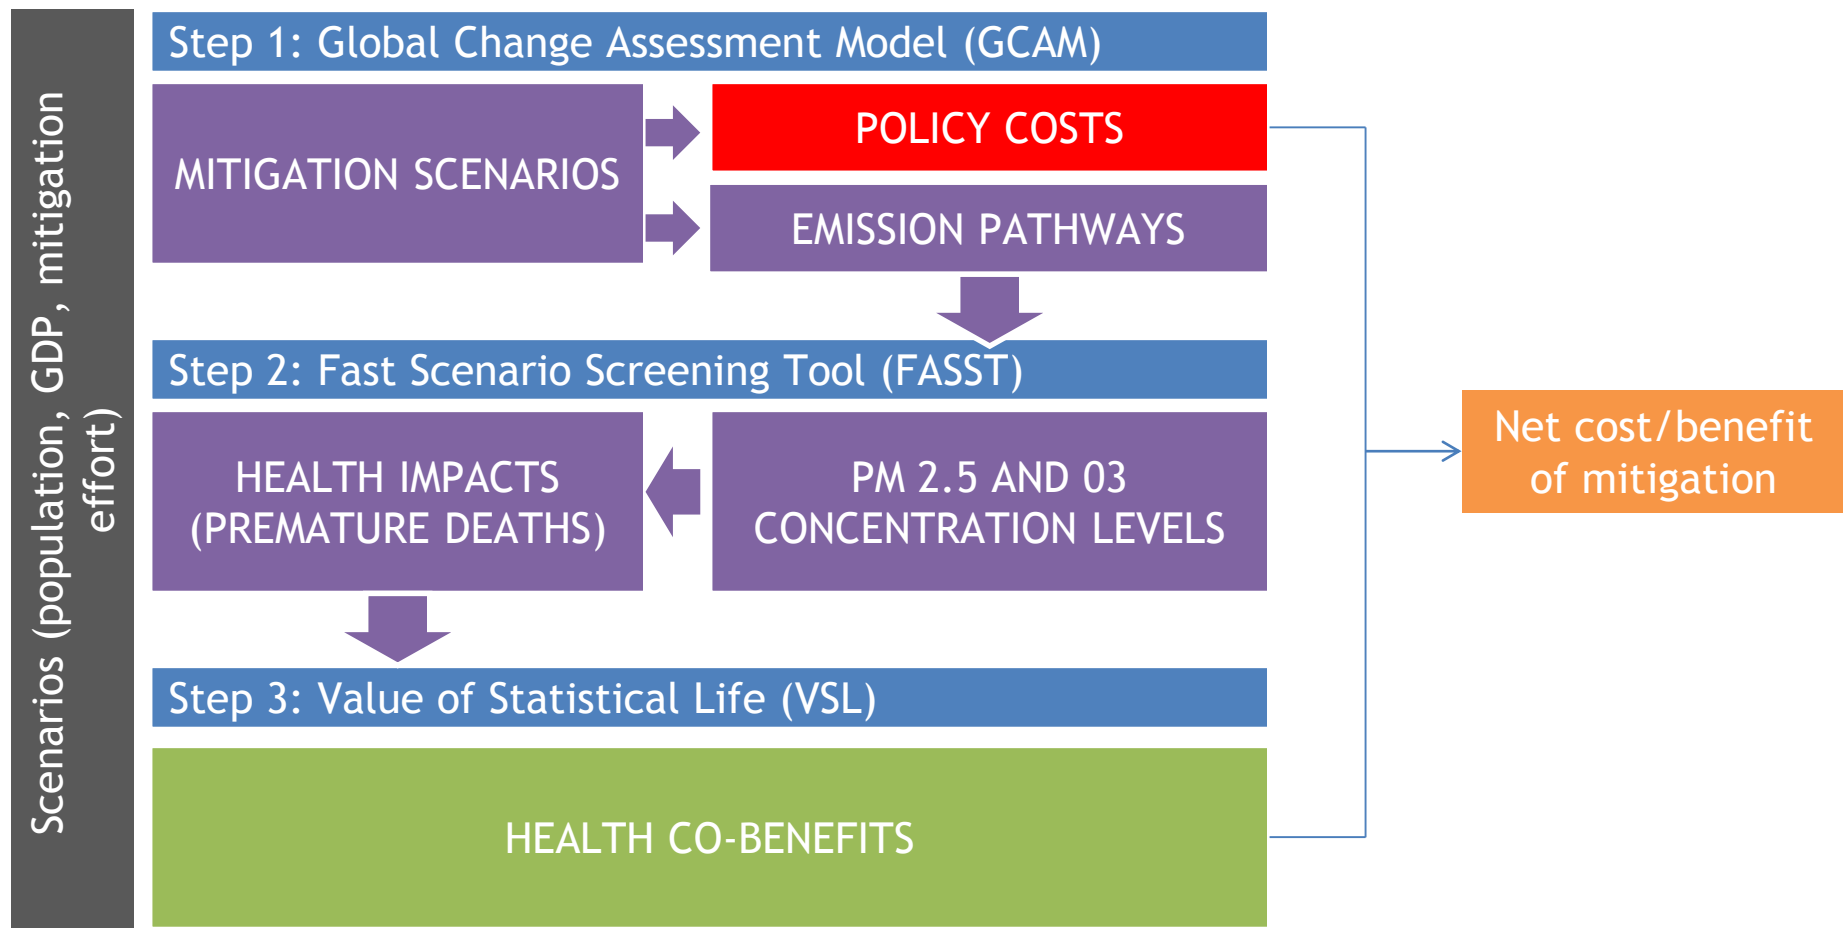 Scenarios (population, GDP, mitigation
effort)
Step 1: Global Change Assessment Model (GCAM)
MITIGATION SCENARIOS
POLICY COSTS
EMISSION PATHWAYS
Step 2: Fast Scenario Screening Tool (FASST)
HEALTH IMPACTS
(PREMATURE DEATHS)
PM 2.5 AND 03
CONCENTRATION LEVELS
Step 3: Value of Statistical Life (VSL)
HEALTH CO-BENEFITS
Net cost/benefit
of mitigation